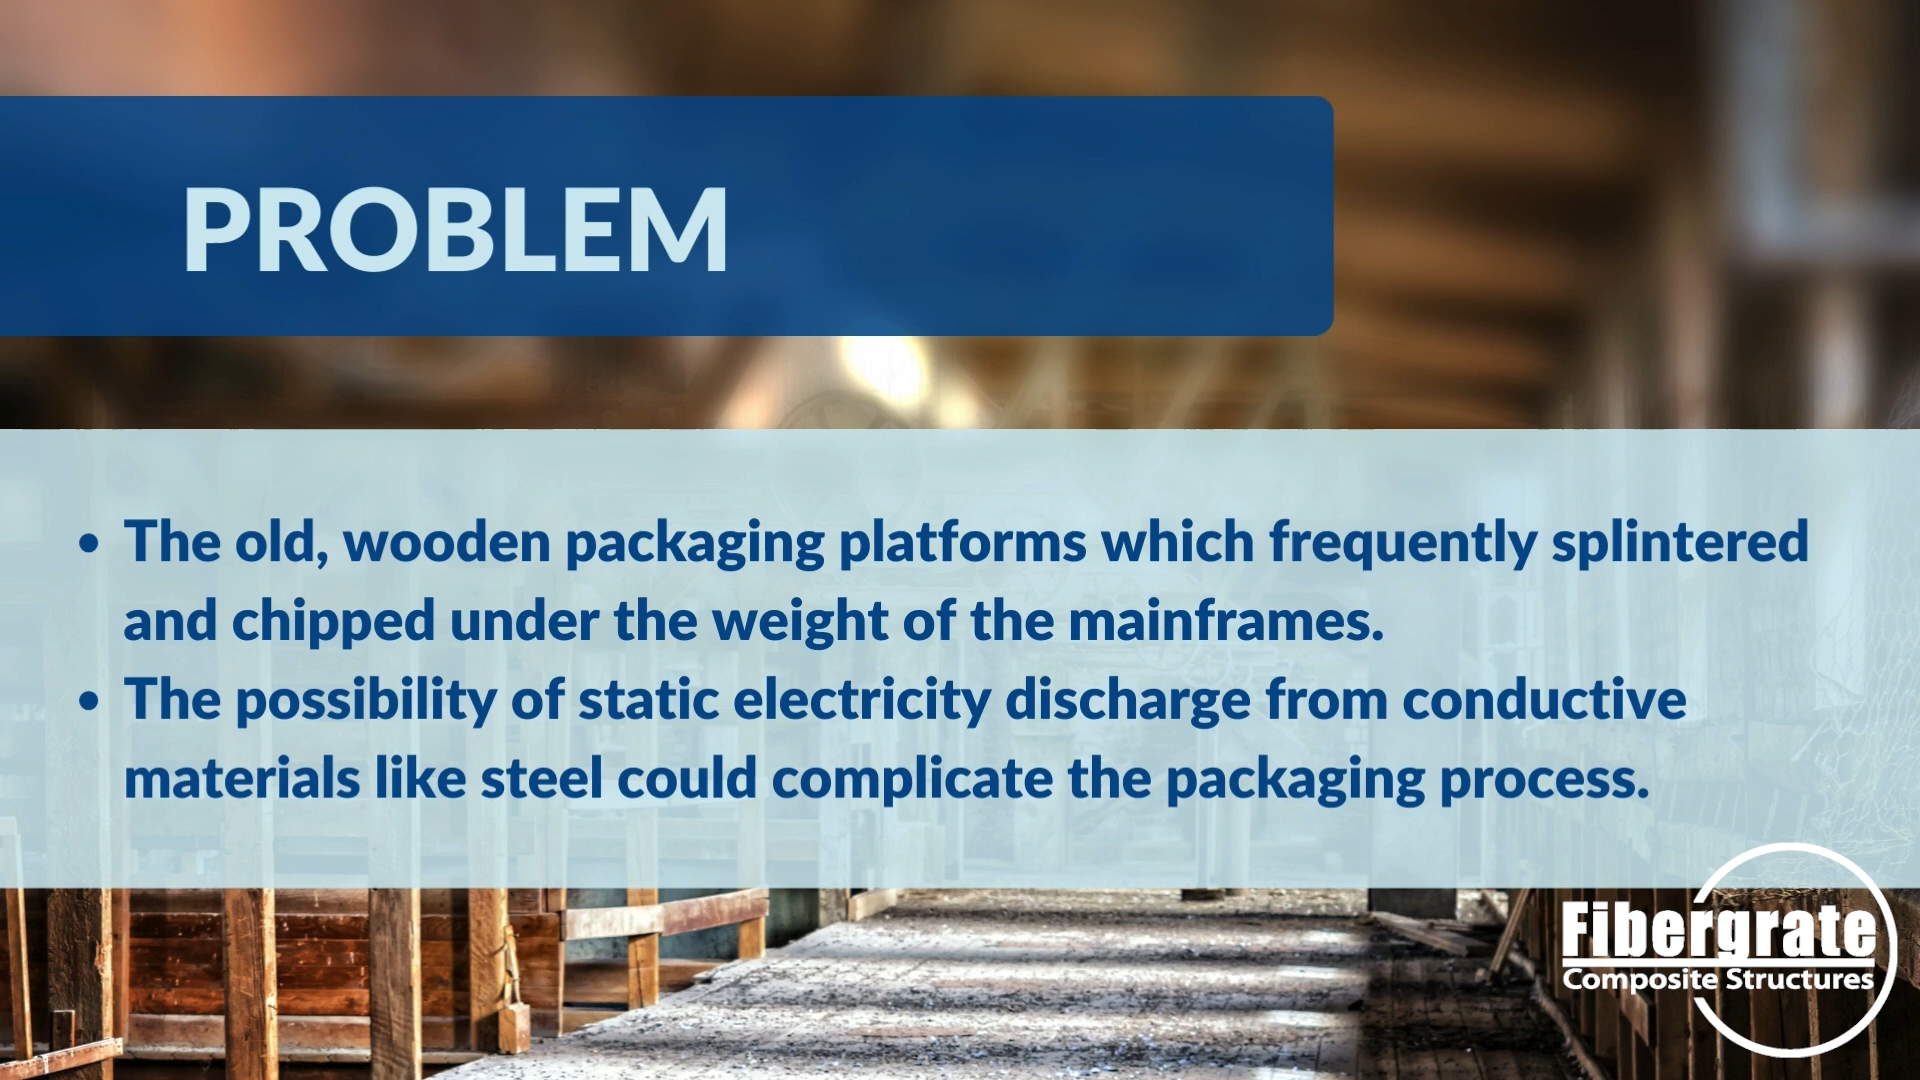 PROBLEM
• The old, wooden packaging platforms which frequently splintered
and chipped under the weight of the mainframes.
• The possibility of static electricity discharge from conductive
materials like steel could complicate the packaging process.
Fibergrate
Composite Structures